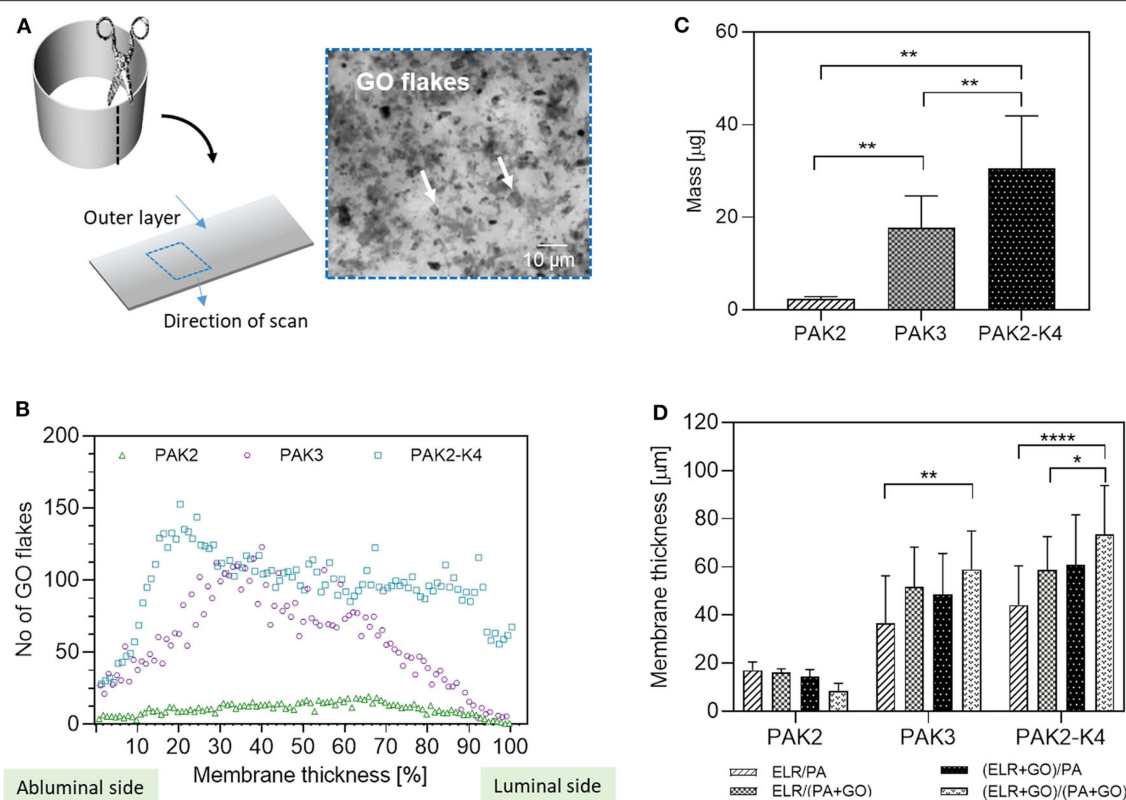 A
GO flakes
10 µm
Outer layer
Direction of scan
B
No of GO flakes
200
150
100
50
0
PAK2
PAK3
PAK2-K4
10 20 30 40 50 60 70 80 90 100
Membrane thickness [%]
Abluminal side
Luminal side
C
Mass [µg]
60
40
20
0
**
**
**
PAK2 PAK3 PAK2-K4
D
Membrane thickness [µm]
120
100
80
60
40
20
0
**
****
*
PAK2 PAK3 PAK2-K4
ELR/PA
(ELR+GO)/PA
ELR/(PA+GO)
(ELR+GO)/(PA+GO)